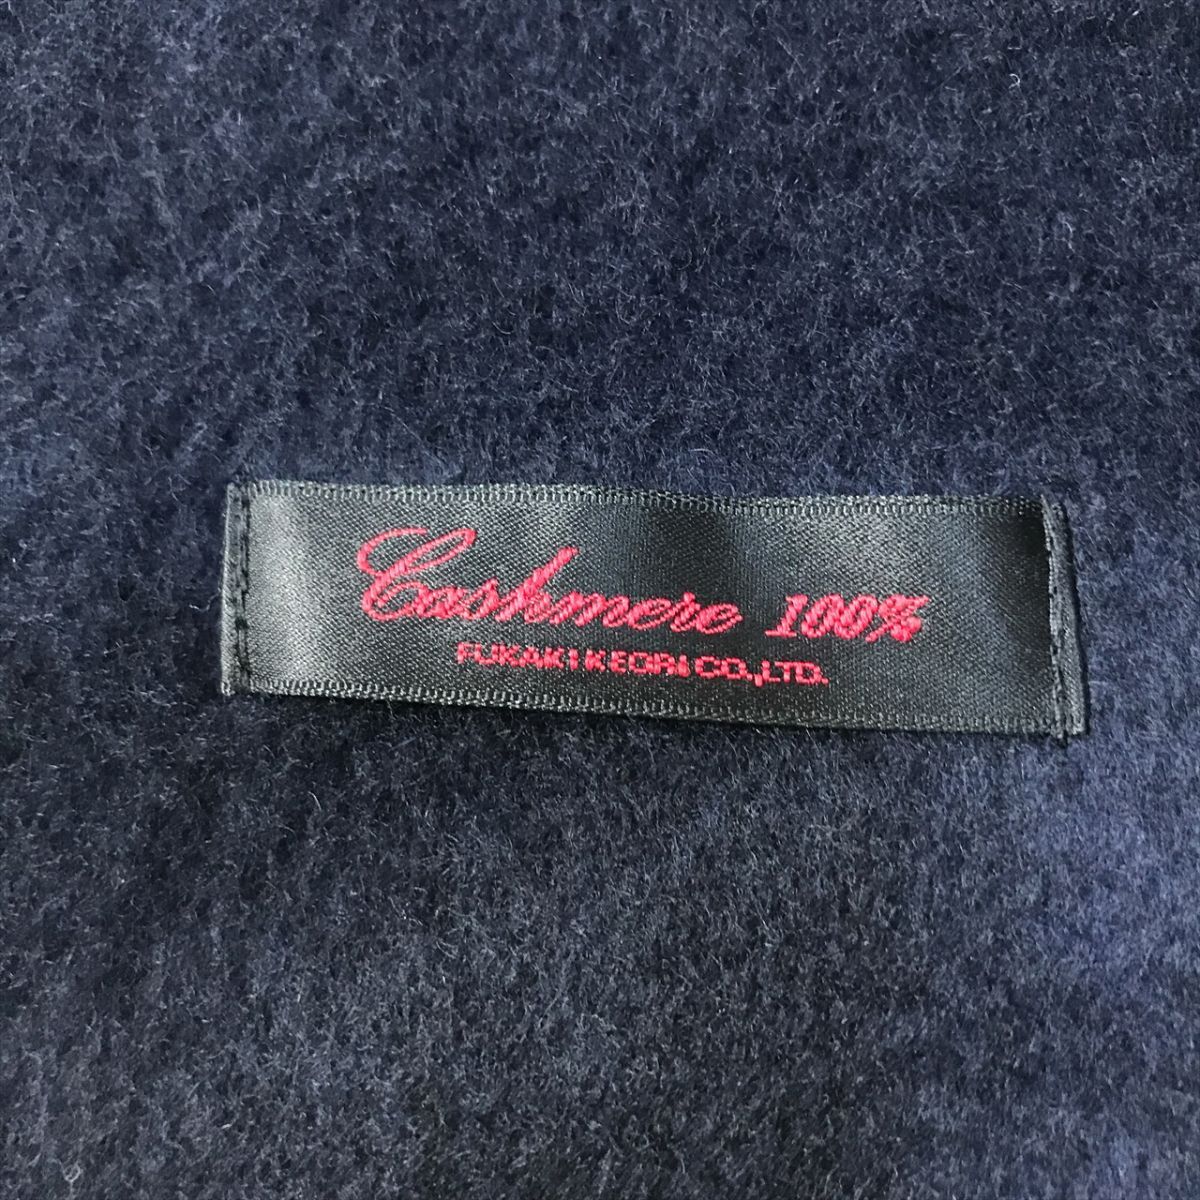 Cashmere 100%
FUKAKI KEORI CO.,LTD.